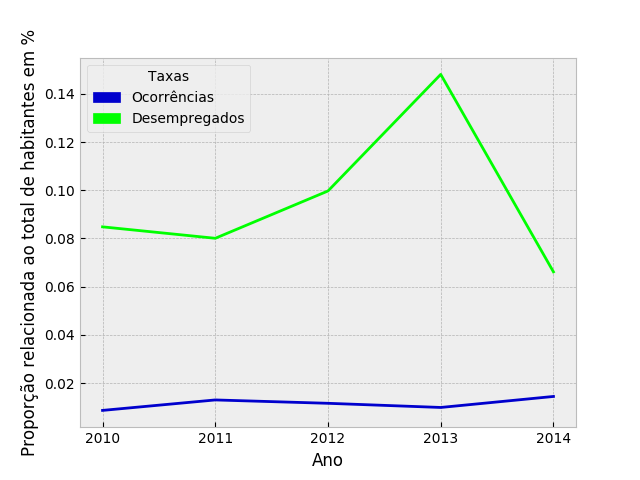 Proporção relacionada ao total de habitantes em %
Taxas
Ocorrências
Desempregados
0.14
0.12
0.10
0.08
0.06
0.04
0.02
2010 2011 2012 2013 2014
Ano